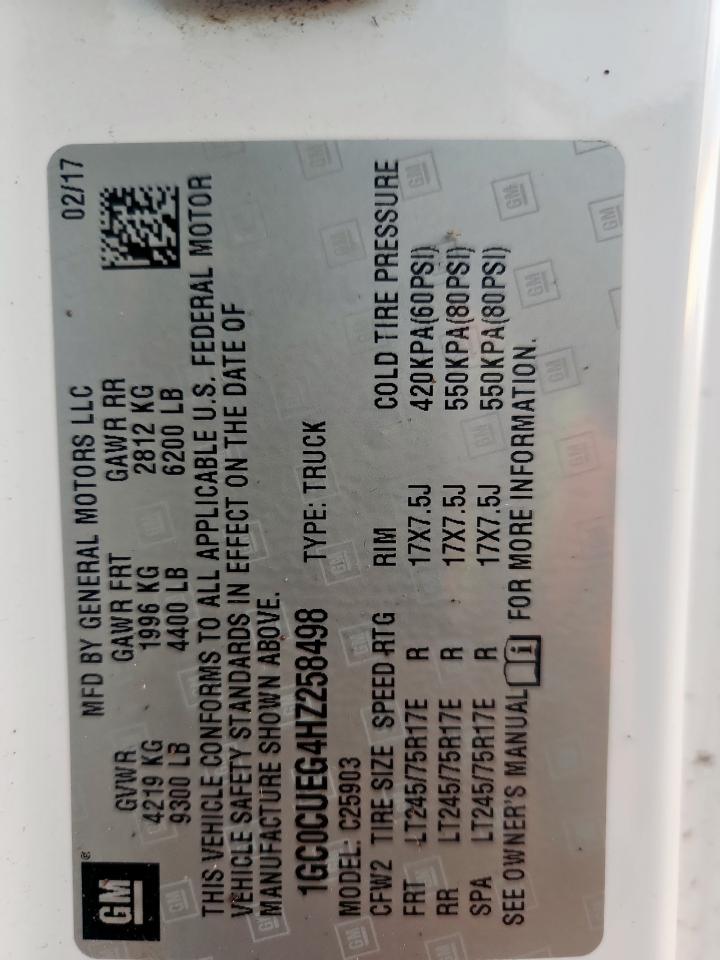 GM® MFD BY GENERAL MOTORS LLC 02/17
GVWR GAWR FRT GAWR RR
4219 KG 1996 KG 2812 KG
9300 LB 4400 LB 6200 LB
THIS VEHICLE CONFORMS TO ALL APPLICABLE U.S. FEDERAL MOTOR
VEHICLE SAFETY STANDARDS IN EFFECT ON THE DATE OF
MANUFACTURE SHOWN ABOVE.
1GC0CUEG4HZ258498 TYPE: TRUCK
MODEL: C25903
CFW2 TIRE SIZE SPEED RTG RIM COLD TIRE PRESSURE
FRT LT245/75R17E R 17X7.5J 420KPA(60PSI)
RR LT245/75R17E R 17X7.5J 550KPA(80PSI)
SPA LT245/75R17E R 17X7.5J 550KPA(80PSI)
SEE OWNER'S MANUAL i FOR MORE INFORMATION.